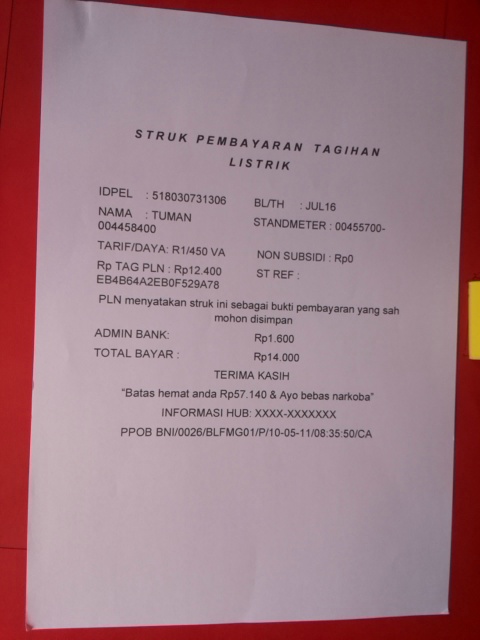 STRUK PEMBAYARAN TAGIHAN
LISTRIK
IDPEL : 518030731306 BL/TH : JUL16
NAMA : TUMAN STANDMETER : 00455700-
004458400
TARIF/DAYA: R1/450 VA NON SUBSIDI : Rp0
Rp TAG PLN : Rp12.400 ST REF :
EB4B64A2EB0F529A78
PLN menyatakan struk ini sebagai bukti pembayaran yang sah
mohon disimpan
ADMIN BANK: Rp1.600
TOTAL BAYAR : Rp14.000
TERIMA KASIH
“Batas hemat anda Rp57.140 & Ayo bebas narkoba”
INFORMASI HUB: XXXX-XXXXXXX
PPOB BNI/0026/BLFMG01/P/10-05-11/08:35:50/CA